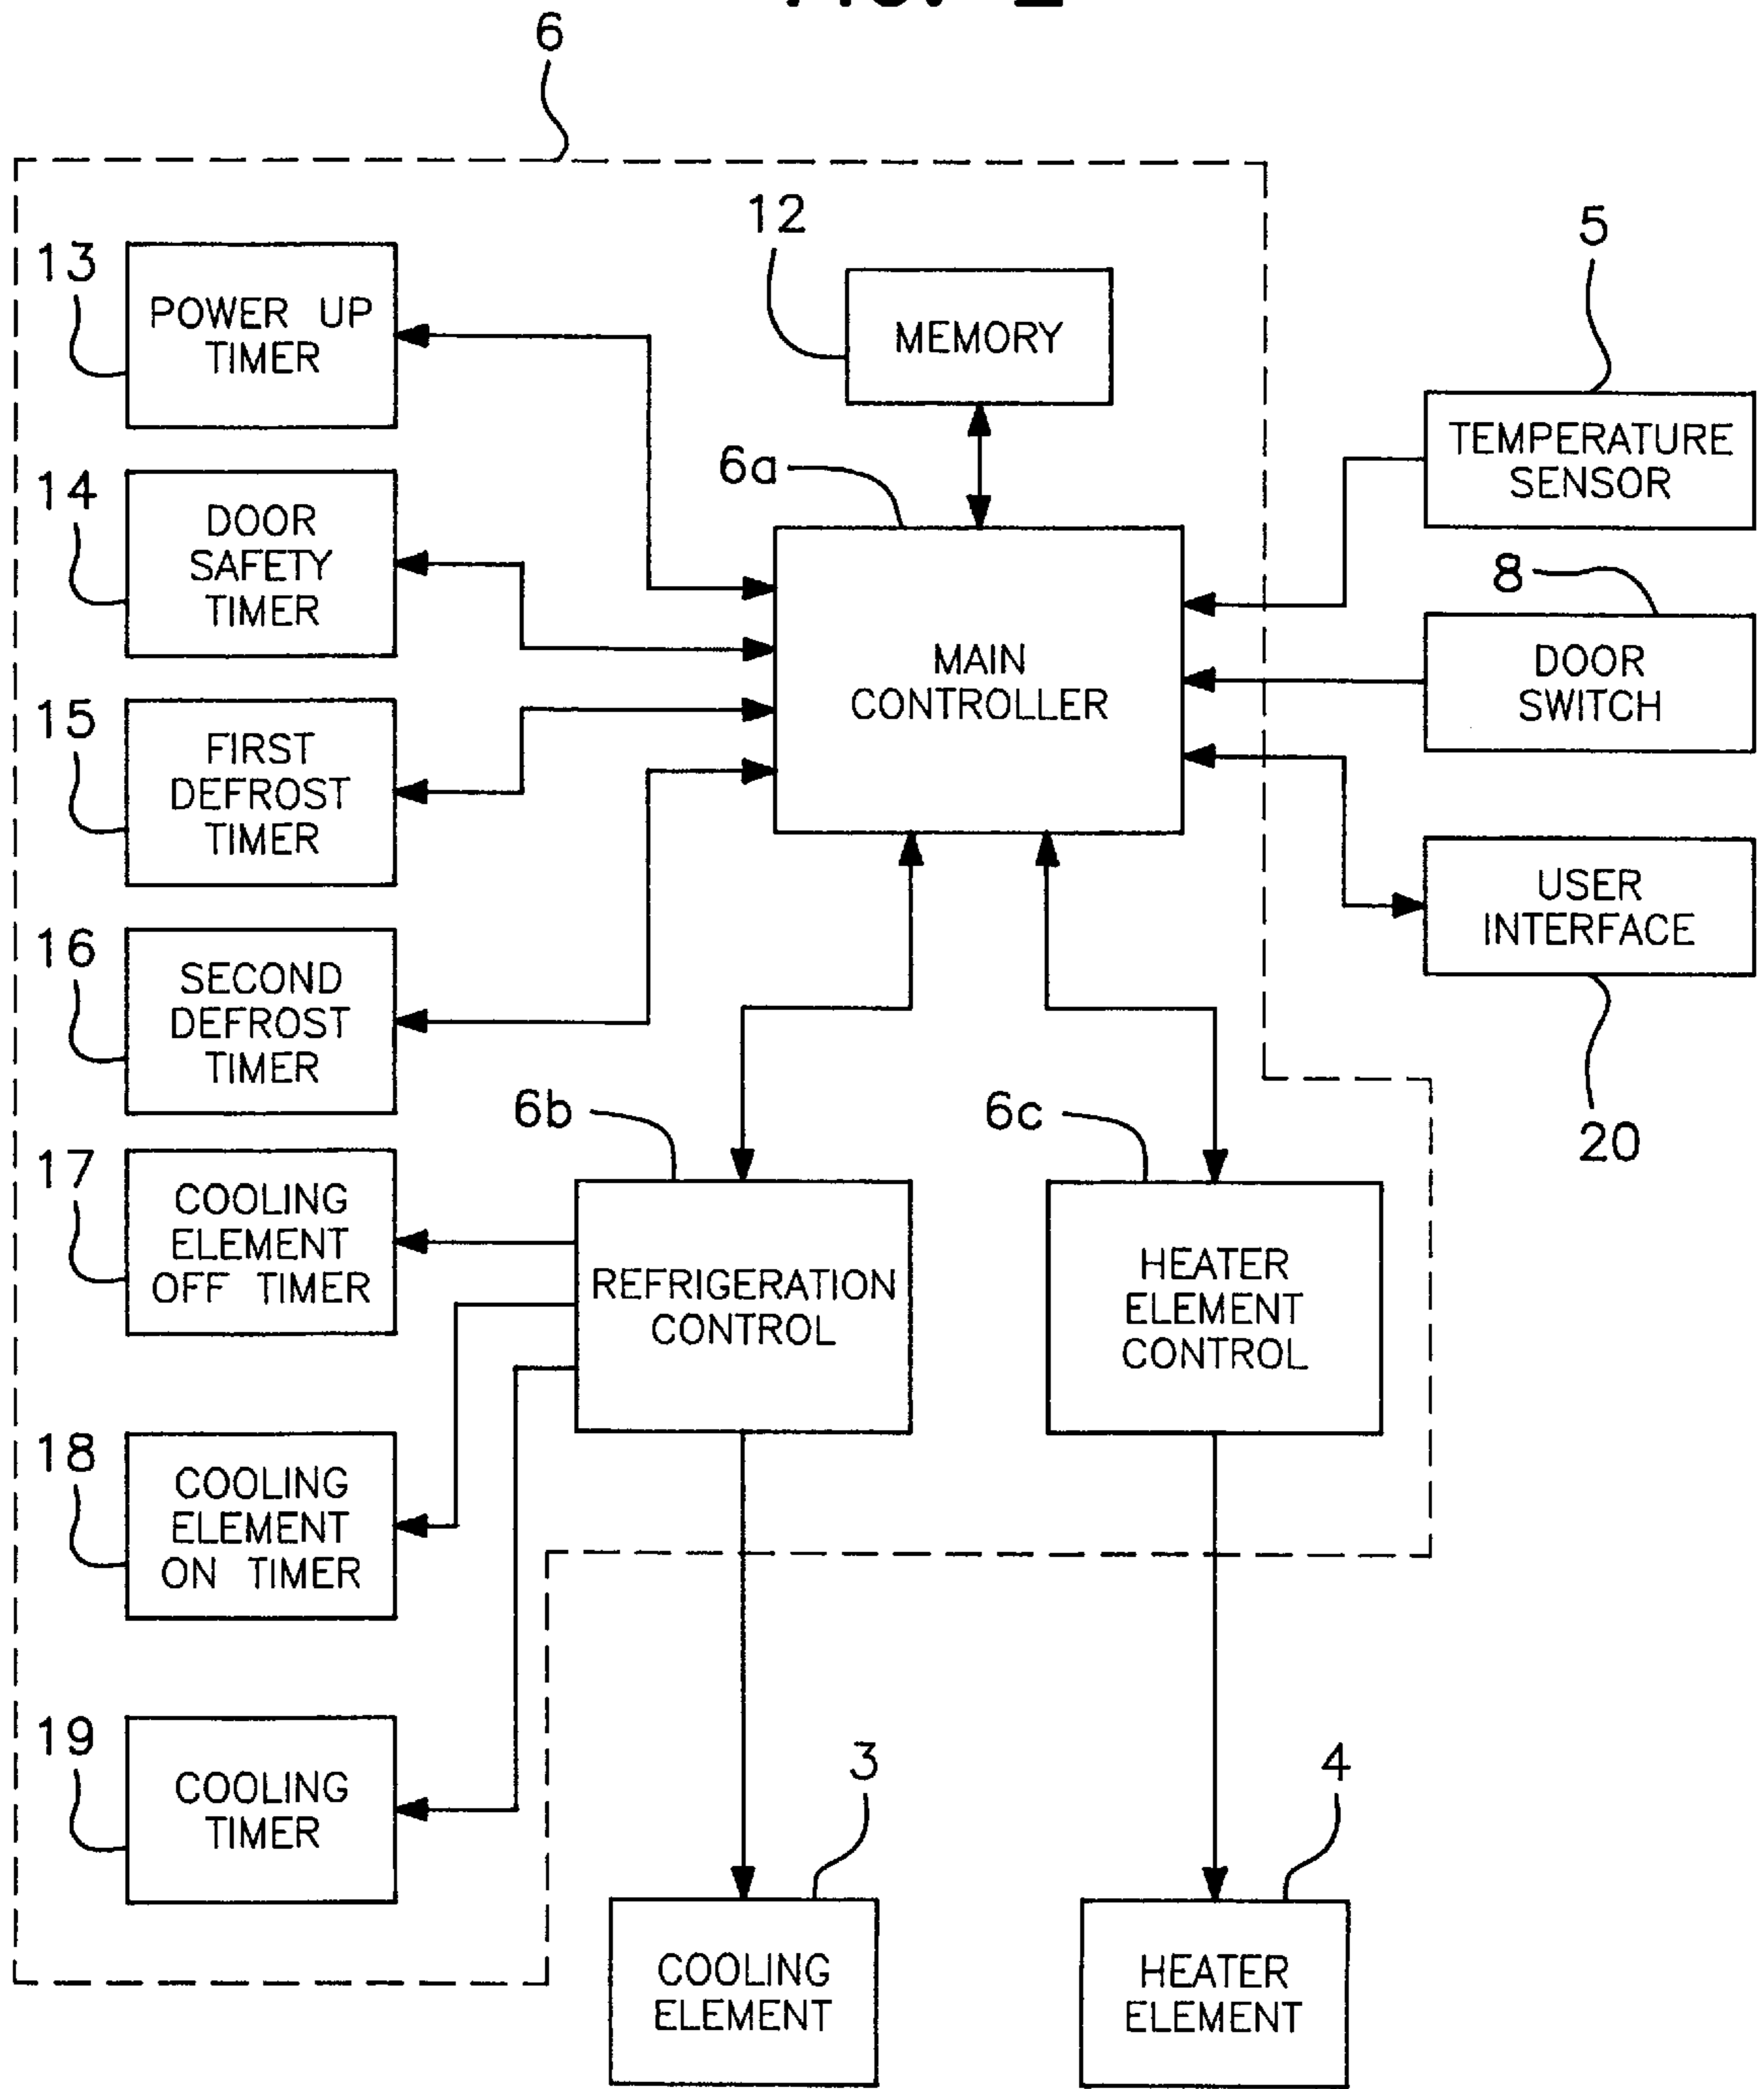 6
12
5
13
POWER UP
TIMER
MEMORY
6a
TEMPERATURE
SENSOR
14
DOOR
SAFETY
TIMER
8
MAIN
CONTROLLER
DOOR
SWITCH
15
FIRST
DEFROST
TIMER
USER
INTERFACE
16
SECOND
DEFROST
TIMER
6b
6c
20
17
COOLING
ELEMENT
OFF TIMER
REFRIGERATION
CONTROL
HEATER
ELEMENT
CONTROL
18
COOLING
ELEMENT
ON TIMER
19
COOLING
TIMER
3
4
COOLING
ELEMENT
HEATER
ELEMENT